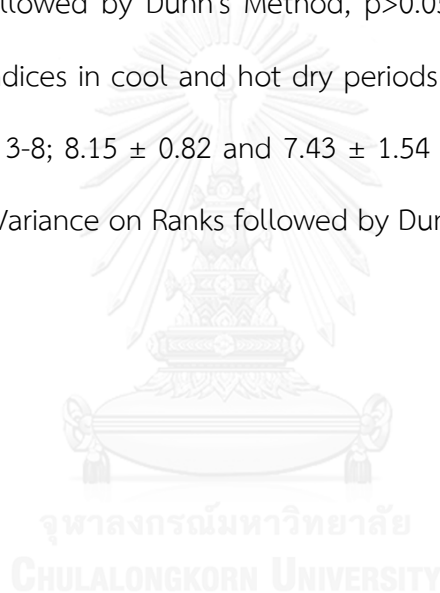 llowed by Dunn's Method, p>0.05
dices in cool and hot dry periods
3-8; 8.15 ± 0.82 and 7.43 ± 1.54
Variance on Ranks followed by Dun
จุฬาลงกรณ์มหาวิทยาลัย
CHULALONGKORN UNIVERSITY